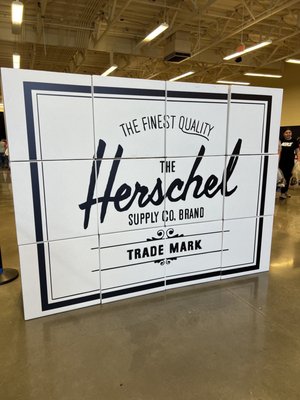 THE FINEST QUALITY
THE
Herschel
SUPPLY CO. BRAND
TRADE MARK